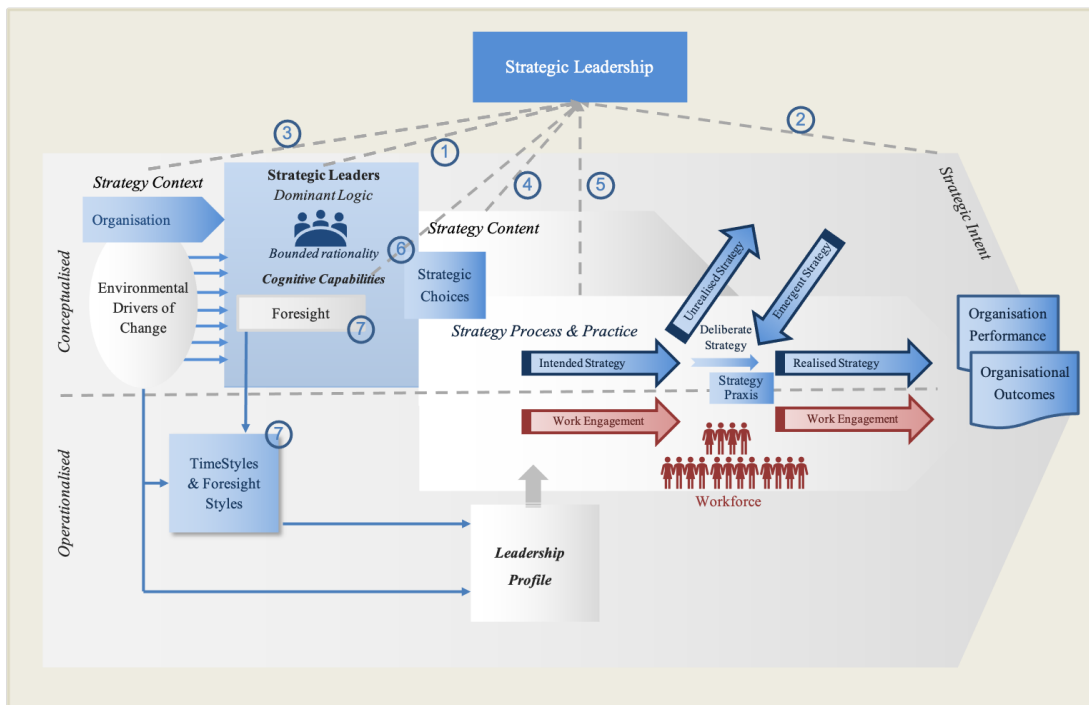 Strategic Leadership
3
1
2
4
5
6
Strategy Context
Organisation
Environmental
Drivers of
Change
Strategic Leaders
Dominant Logic
Bounded rationality
Cognitive Capabilities
Foresight
7
Strategy Content
Strategic
Choices
Strategy Process & Practice
Intended Strategy
Unrealised Strategy
Deliberate
Strategy
Emergent Strategy
Strategy
Praxis
Realised Strategy
Strategic Intent
Organisation
Performance
Organisational
Outcomes
Conceptualised
Operationalised
7
TimeStyles
& Foresight
Styles
Work Engagement
Work Engagement
Workforce
Leadership
Profile